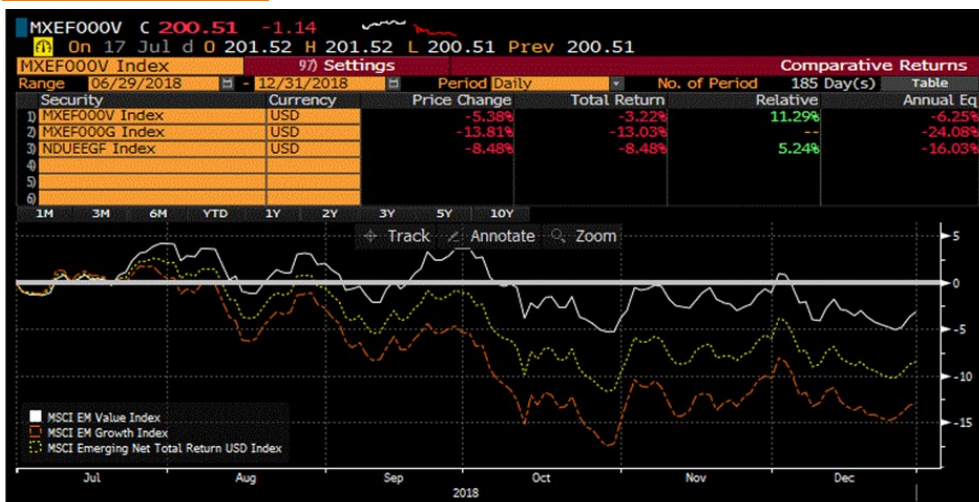 MXEF000V C 200.51 -1.14
On 17 Jul d O 201.52 H 201.52 L 200.51 Prev 200.51
MXEF000V Index 97) Settings Comparative Returns
Range 06/29/2018 - 12/31/2018 Period Daily No. of Period 185 Day(s) Table
Security Currency Price Change Total Return Relative Annual Eq
1) MXEF000V Index USD -5.38% -3.22% 11.29% -6.25%
2) MXEF000G Index USD -13.81% -13.03% -- -24.08%
3) NDUEEGF Index USD -8.48% -8.48% 5.24% -16.03%
4)
5)
6)
1M 3M 6M YTD 1Y 2Y 3Y 5Y 10Y
Track Annotate Zoom
5
0
-5
-10
-15
MSCI EM Value Index
MSCI EM Growth Index
MSCI Emerging Net Total Return USD Index
Jul Aug Sep Oct Nov Dec
2018